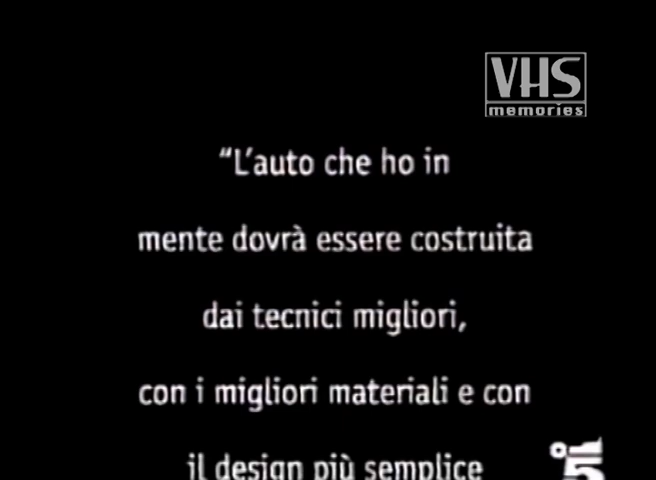 VHS
memories
“L'auto che ho in
mente dovrà essere costruita
dai tecnici migliori,
con i migliori materiali e con
il design più semplice
5